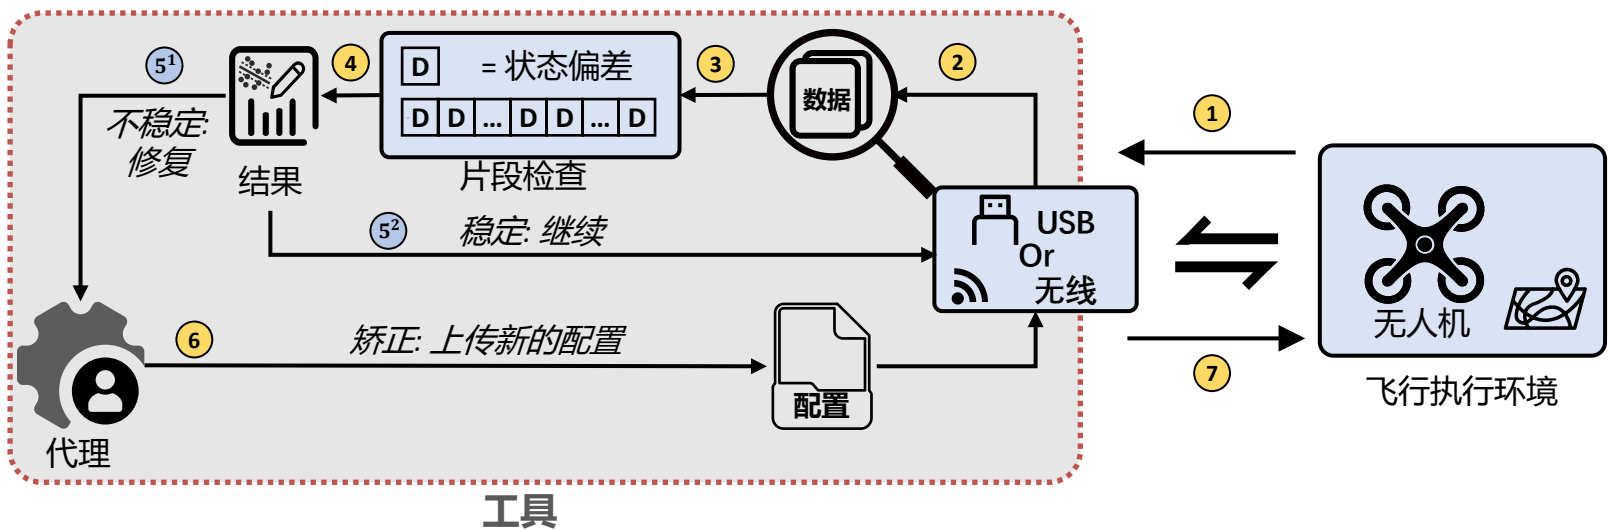 5¹
4
D = 状态偏差
D D ... D D ... D
片段检查
3
数据
2
1
不稳定:
修复
结果
5²
稳定: 继续
USB
Or
无线
无人机
飞行执行环境
6
矫正: 上传新的配置
配置
7
代理
工具